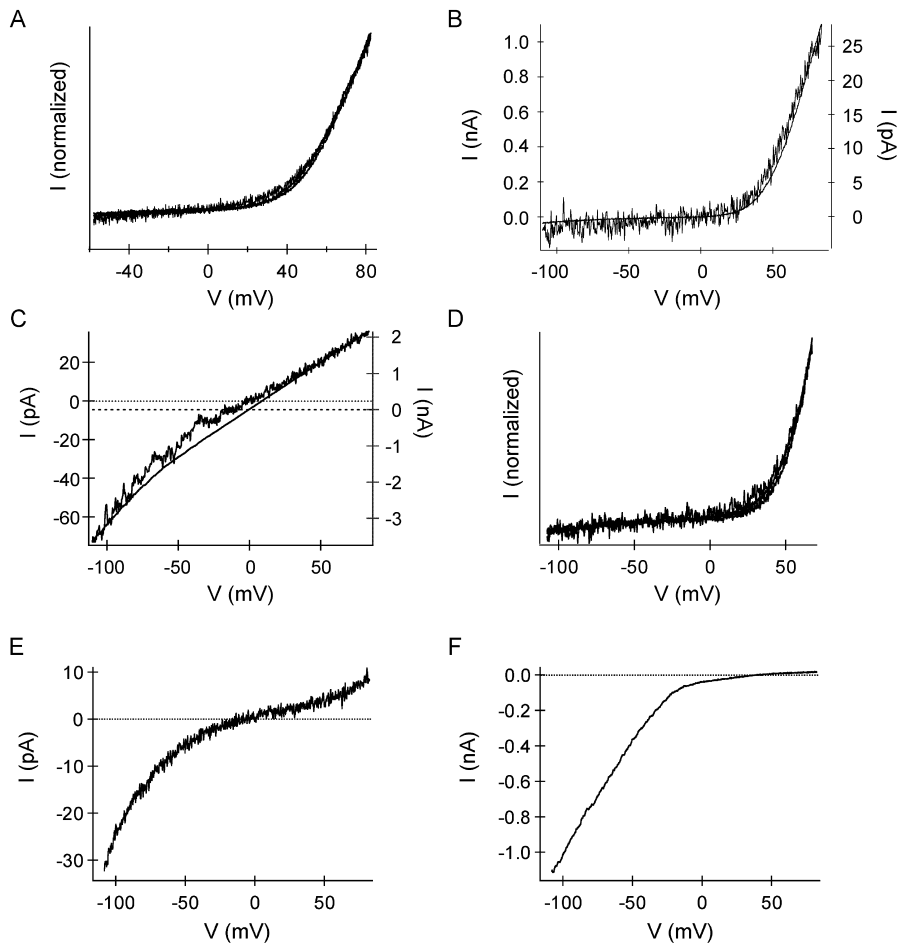 A
I (normalized)
-40 0 40 80
V (mV)
B
1.0
0.8
0.6
0.4
0.2
0.0
I (nA)
25
20
15
10
5
0
I (pA)
-100 -50 0 50
V (mV)
C
20
0
-20
-40
-60
I (pA)
2
1
0
-1
-2
-3
I (nA)
-100 -50 0 50
V (mV)
D
I (normalized)
-100 -50 0 50
V (mV)
E
10
0
-10
-20
-30
I (pA)
-100 -50 0 50
V (mV)
F
0.0
-0.2
-0.4
-0.6
-0.8
-1.0
I (nA)
-100 -50 0 50
V (mV)